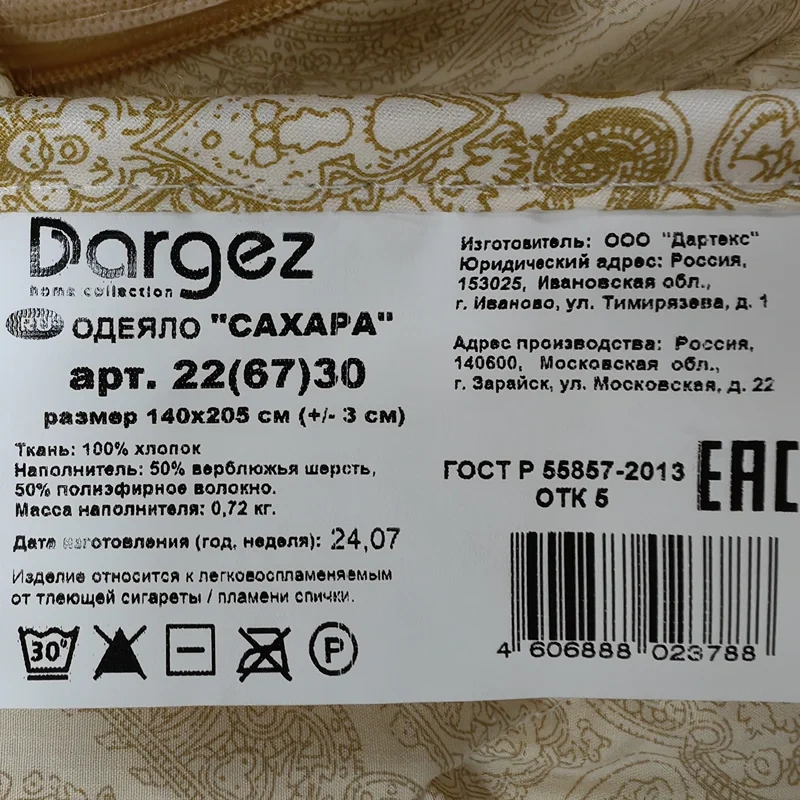 Dargez
home collection
RU ОДЕЯЛО "САХАРА"
арт. 22(67)30
размер 140х205 см (+/- 3 см)
Ткань: 100% хлопок
Наполнитель: 50% верблюжья шерсть,
50% полиэфирное волокно.
Масса наполнителя: 0,72 кг.
Дата изготовления (год, неделя): 24,07
Изделие относится к легковоспламеняемым
от тлеющей сигареты / пламени спички.
30°
P
Изготовитель: ООО "Дартекс"
Юридический адрес: Россия,
153025, Ивановская обл.,
г. Иваново, ул. Тимирязева, д. 1
Адрес производства: Россия,
140600, Московская обл.,
г. Зарайск, ул. Московская, д. 22
ГОСТ Р 55857-2013
ОТК 5
EAC
4 606888 023788